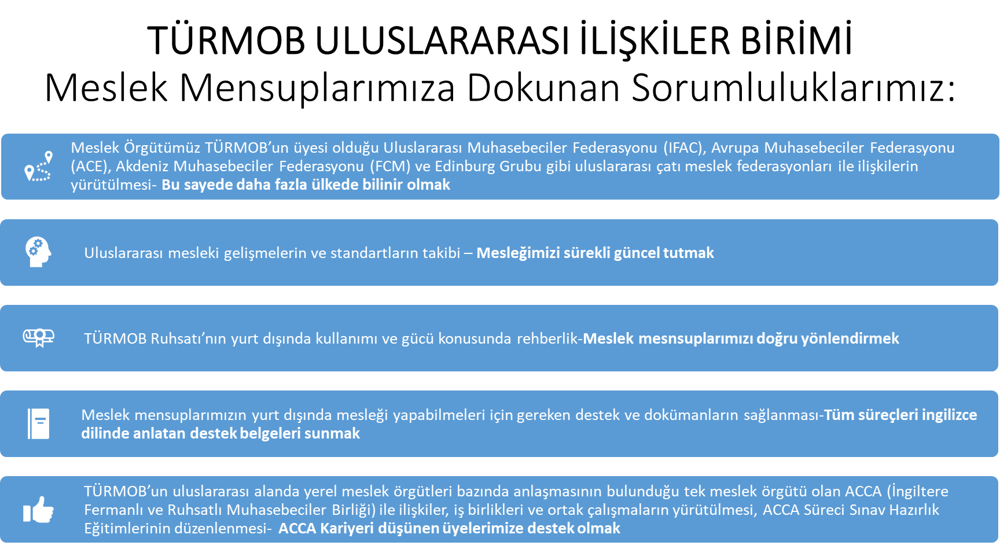 TÜRMOB ULUSLARARASI İLİŞKİLER BİRİMİ
Meslek Mensuplarımıza Dokunan Sorumluluklarımız:
Meslek Örgütümüz TÜRMOB’un üyesi olduğu Uluslararası Muhasebeciler Federasyonu (IFAC), Avrupa Muhasebeciler Federasyonu
(ACE), Akdeniz Muhasebeciler Federasyonu (FCM) ve Edinburg Grubu gibi uluslararası çatı meslek federasyonları ile ilişkilerin
yürütülmesi- Bu sayede daha fazla ülkede bilinir olmak
Uluslararası mesleki gelişmelerin ve standartların takibi – Mesleğimizi sürekli güncel tutmak
TÜRMOB Ruhsatı’nın yurt dışında kullanımı ve gücü konusunda rehberlik-Meslek mesnsuplarımızı doğru yönlendirmek
Meslek mensuplarımızın yurt dışında mesleği yapabilmeleri için gereken destek ve dokümanların sağlanması-Tüm süreçleri ingilizce
dilinde anlatan destek belgeleri sunmak
TÜRMOB’un uluslararası alanda yerel meslek örgütleri bazında anlaşmasının bulunduğu tek meslek örgütü olan ACCA (İngiltere
Fermanlı ve Ruhsatlı Muhasebeciler Birliği) ile ilişkiler, iş birlikleri ve ortak çalışmaların yürütülmesi, ACCA Süreci Sınav Hazırlık
Eğitimlerinin düzenlenmesi- ACCA Kariyeri düşünen üyelerimize destek olmak